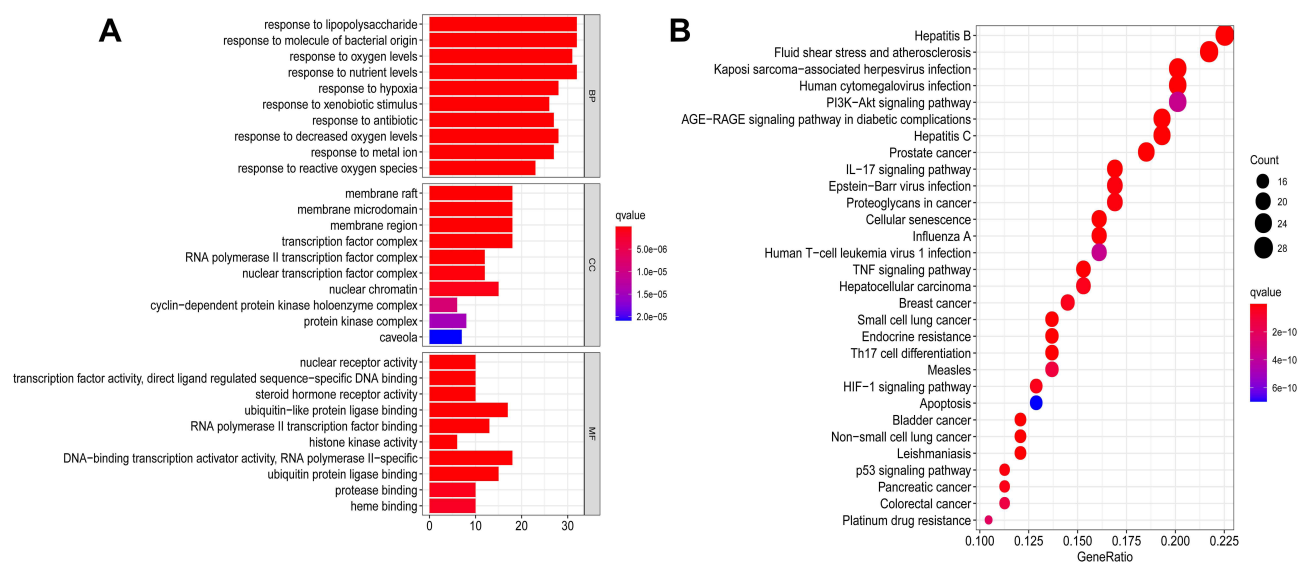 A
response to lipopolysaccharide
response to molecule of bacterial origin
response to oxygen levels
response to nutrient levels
response to hypoxia
response to xenobiotic stimulus
response to antibiotic
response to decreased oxygen levels
response to metal ion
response to reactive oxygen species
BP
membrane raft
membrane microdomain
membrane region
transcription factor complex
RNA polymerase II transcription factor complex
nuclear transcription factor complex
nuclear chromatin
cyclin−dependent protein kinase holoenzyme complex
protein kinase complex
caveola
CC
nuclear receptor activity
transcription factor activity, direct ligand regulated sequence−specific DNA binding
steroid hormone receptor activity
ubiquitin−like protein ligase binding
RNA polymerase II transcription factor binding
histone kinase activity
DNA−binding transcription activator activity, RNA polymerase II−specific
ubiquitin protein ligase binding
protease binding
heme binding
MF
0 10 20 30
qvalue
5.0e−06
1.0e−05
1.5e−05
2.0e−05
B
Hepatitis B
Fluid shear stress and atherosclerosis
Kaposi sarcoma−associated herpesvirus infection
Human cytomegalovirus infection
PI3K−Akt signaling pathway
AGE−RAGE signaling pathway in diabetic complications
Hepatitis C
Prostate cancer
IL−17 signaling pathway
Epstein−Barr virus infection
Proteoglycans in cancer
Cellular senescence
Influenza A
Human T−cell leukemia virus 1 infection
TNF signaling pathway
Hepatocellular carcinoma
Breast cancer
Small cell lung cancer
Endocrine resistance
Th17 cell differentiation
Measles
HIF−1 signaling pathway
Apoptosis
Bladder cancer
Non−small cell lung cancer
Leishmaniasis
p53 signaling pathway
Pancreatic cancer
Colorectal cancer
Platinum drug resistance
0.100 0.125 0.150 0.175 0.200 0.225
GeneRatio
Count
16
20
24
28
qvalue
2e−10
4e−10
6e−10